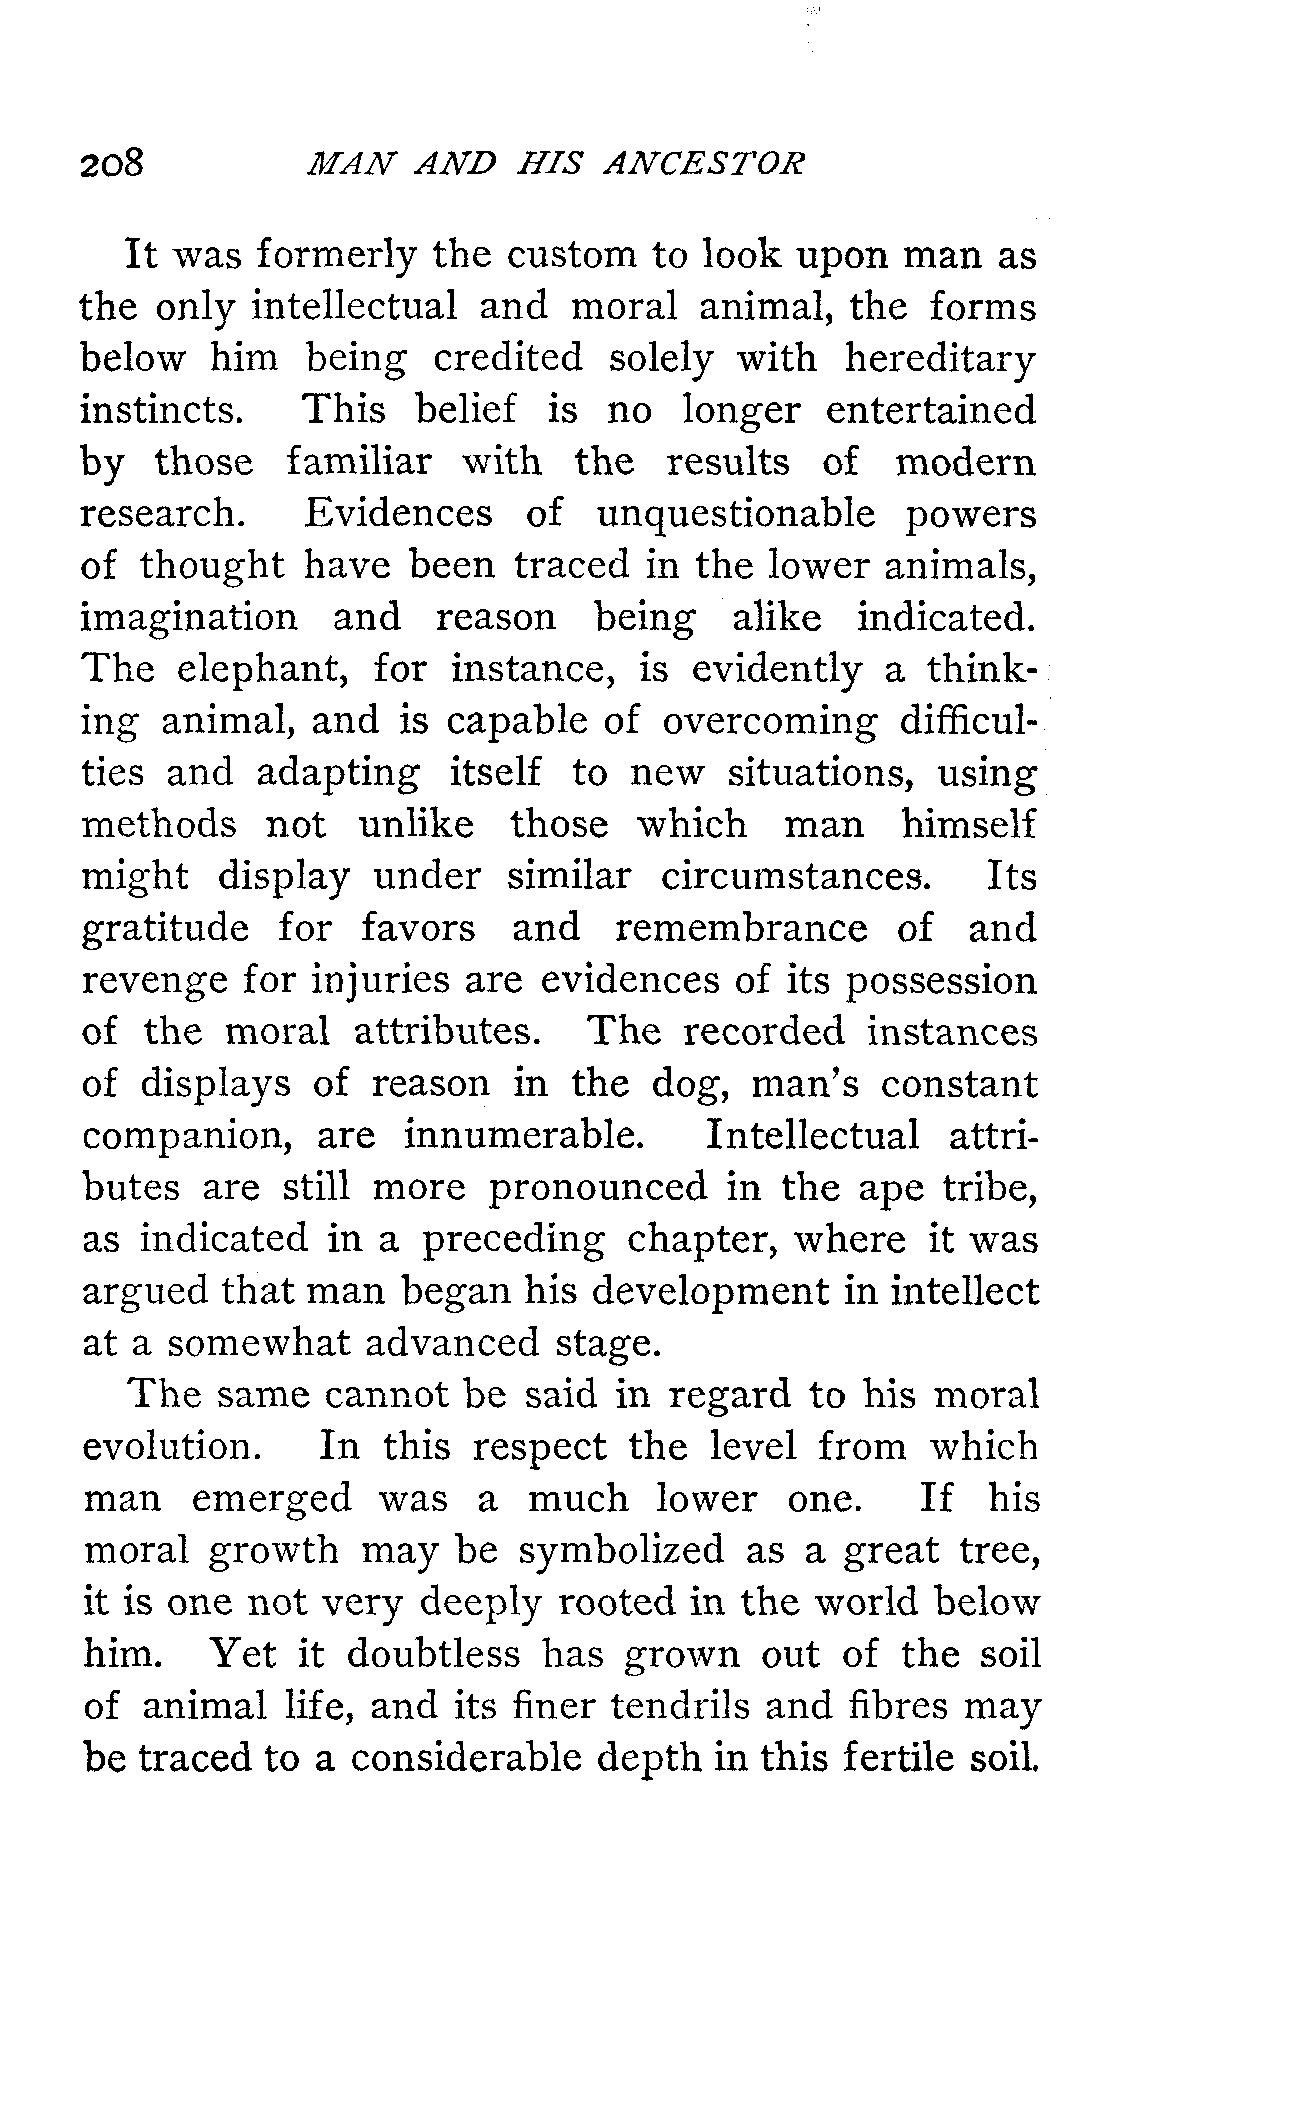 208 MAN AND HIS ANCESTOR
It was formerly the custom to look upon man as
the only intellectual and moral animal, the forms
below him being credited solely with hereditary
instincts. This belief is no longer entertained
by those familiar with the results of modern
research. Evidences of unquestionable powers
of thought have been traced in the lower animals,
imagination and reason being alike indicated.
The elephant, for instance, is evidently a think-
ing animal, and is capable of overcoming difficul-
ties and adapting itself to new situations, using
methods not unlike those which man himself
might display under similar circumstances. Its
gratitude for favors and remembrance of and
revenge for injuries are evidences of its possession
of the moral attributes. The recorded instances
of displays of reason in the dog, man's constant
companion, are innumerable. Intellectual attri-
butes are still more pronounced in the ape tribe,
as indicated in a preceding chapter, where it was
argued that man began his development in intellect
at a somewhat advanced stage.
The same cannot be said in regard to his moral
evolution. In this respect the level from which
man emerged was a much lower one. If his
moral growth may be symbolized as a great tree,
it is one not very deeply rooted in the world below
him. Yet it doubtless has grown out of the soil
of animal life, and its finer tendrils and fibres may
be traced to a considerable depth in this fertile soil.